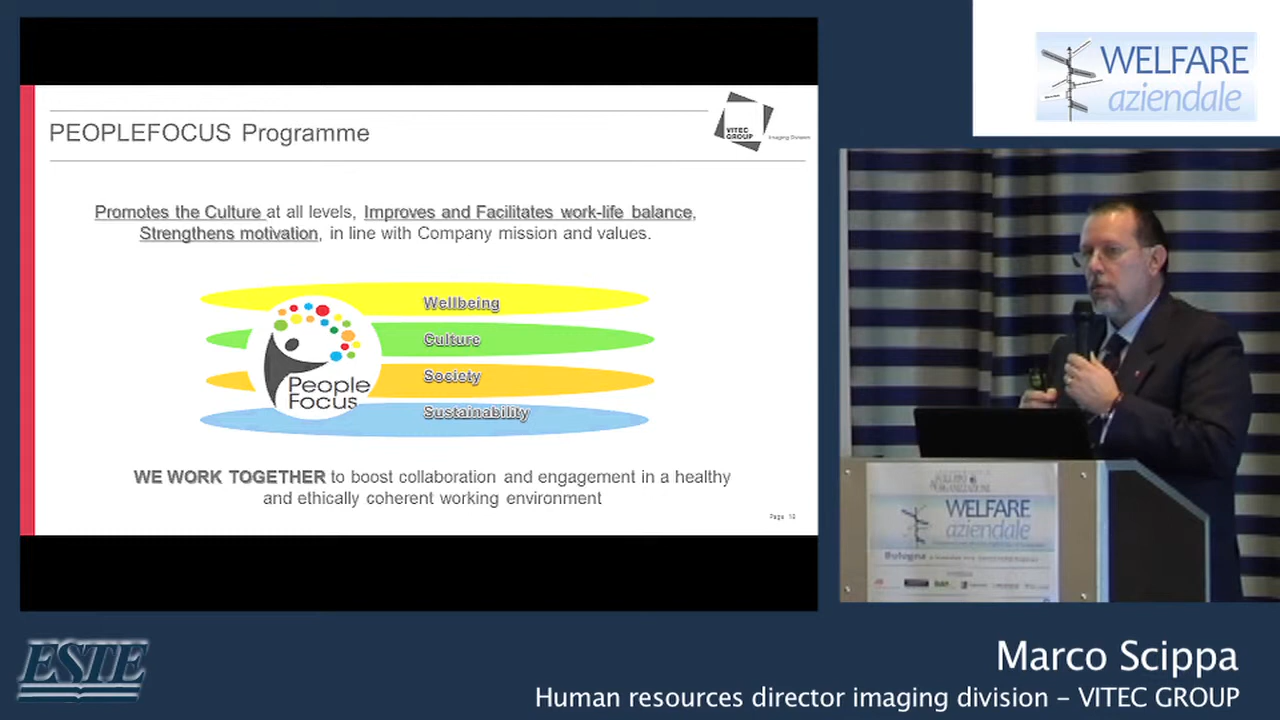 PEOPLEFOCUS Programme
VITEC
GROUP
Imaging Division
Promotes the Culture at all levels, Improves and Facilitates work-life balance,
Strengthens motivation, in line with Company mission and values.
Wellbeing
Culture
Society
Sustainability
People
Focus
WE WORK TOGETHER to boost collaboration and engagement in a healthy
and ethically coherent working environment
Page 10
WELFARE
aziendale
WELFARE
aziendale
Bologna
ESTE
Marco Scippa
Human resources director imaging division – VITEC GROUP